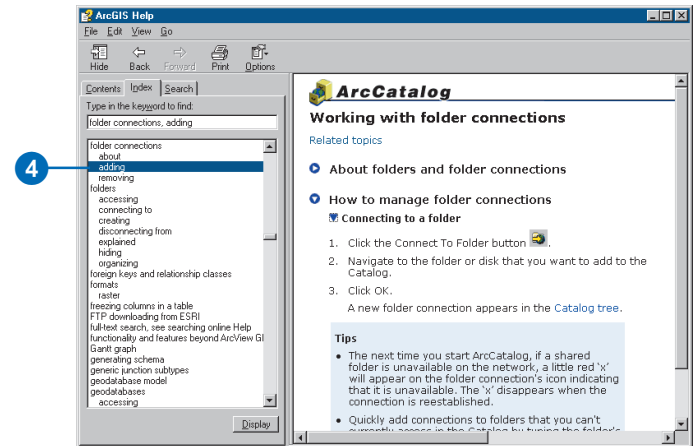 ArcGIS Help
File Edit View Go
Hide Back Forward Print Options
Contents Index Search
Type in the keyword to find:
folder connections, adding
folder connections
about
adding
removing
folders
accessing
connecting to
creating
disconnecting from
explained
hiding
organizing
foreign keys and relationship classes
formats
raster
freezing columns in a table
FTP downloading from ESRI
full-text search, see searching online Help
functionality and features beyond ArcView GI
Gantt graph
generating schema
generic junction subtypes
geodatabase model
geodatabases
accessing
Display
4
ArcCatalog
Working with folder connections
Related topics
About folders and folder connections
How to manage folder connections
Connecting to a folder
1. Click the Connect To Folder button .
2. Navigate to the folder or disk that you want to add to the
Catalog.
3. Click OK.
A new folder connection appears in the Catalog tree.
Tips
• The next time you start ArcCatalog, if a shared
folder is unavailable on the network, a little red 'x'
will appear on the folder connection's icon indicating
that it is unavailable. The 'x' disappears when the
connection is reestablished.
• Quickly add connections to folders that you can't
currently access in the Catalog by typing the folder's